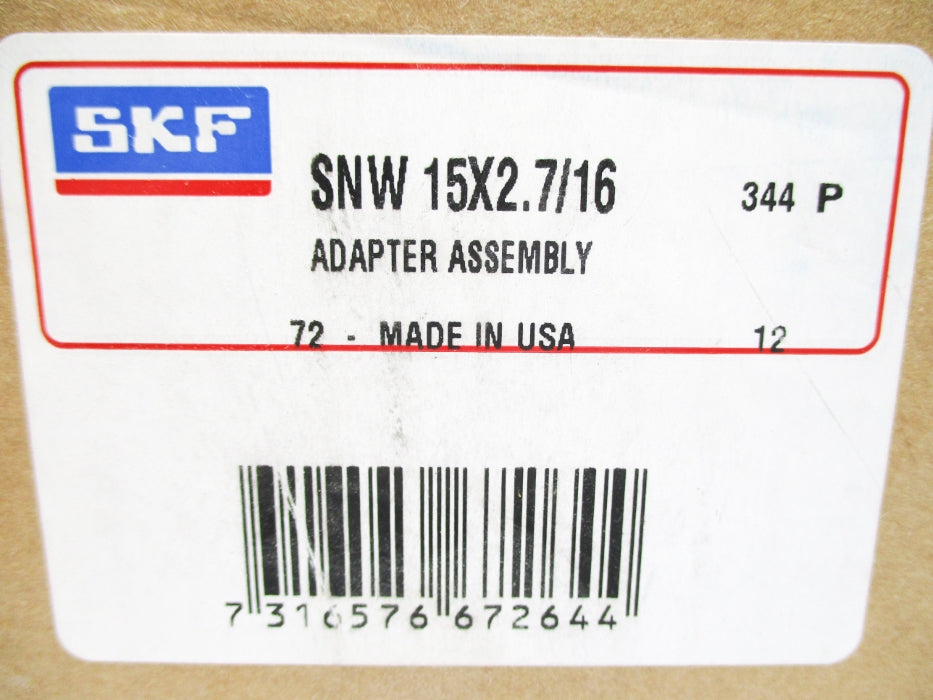 SKF
SNW 15X2.7/16 344 P
ADAPTER ASSEMBLY
72 - MADE IN USA 12
7 316576 672644